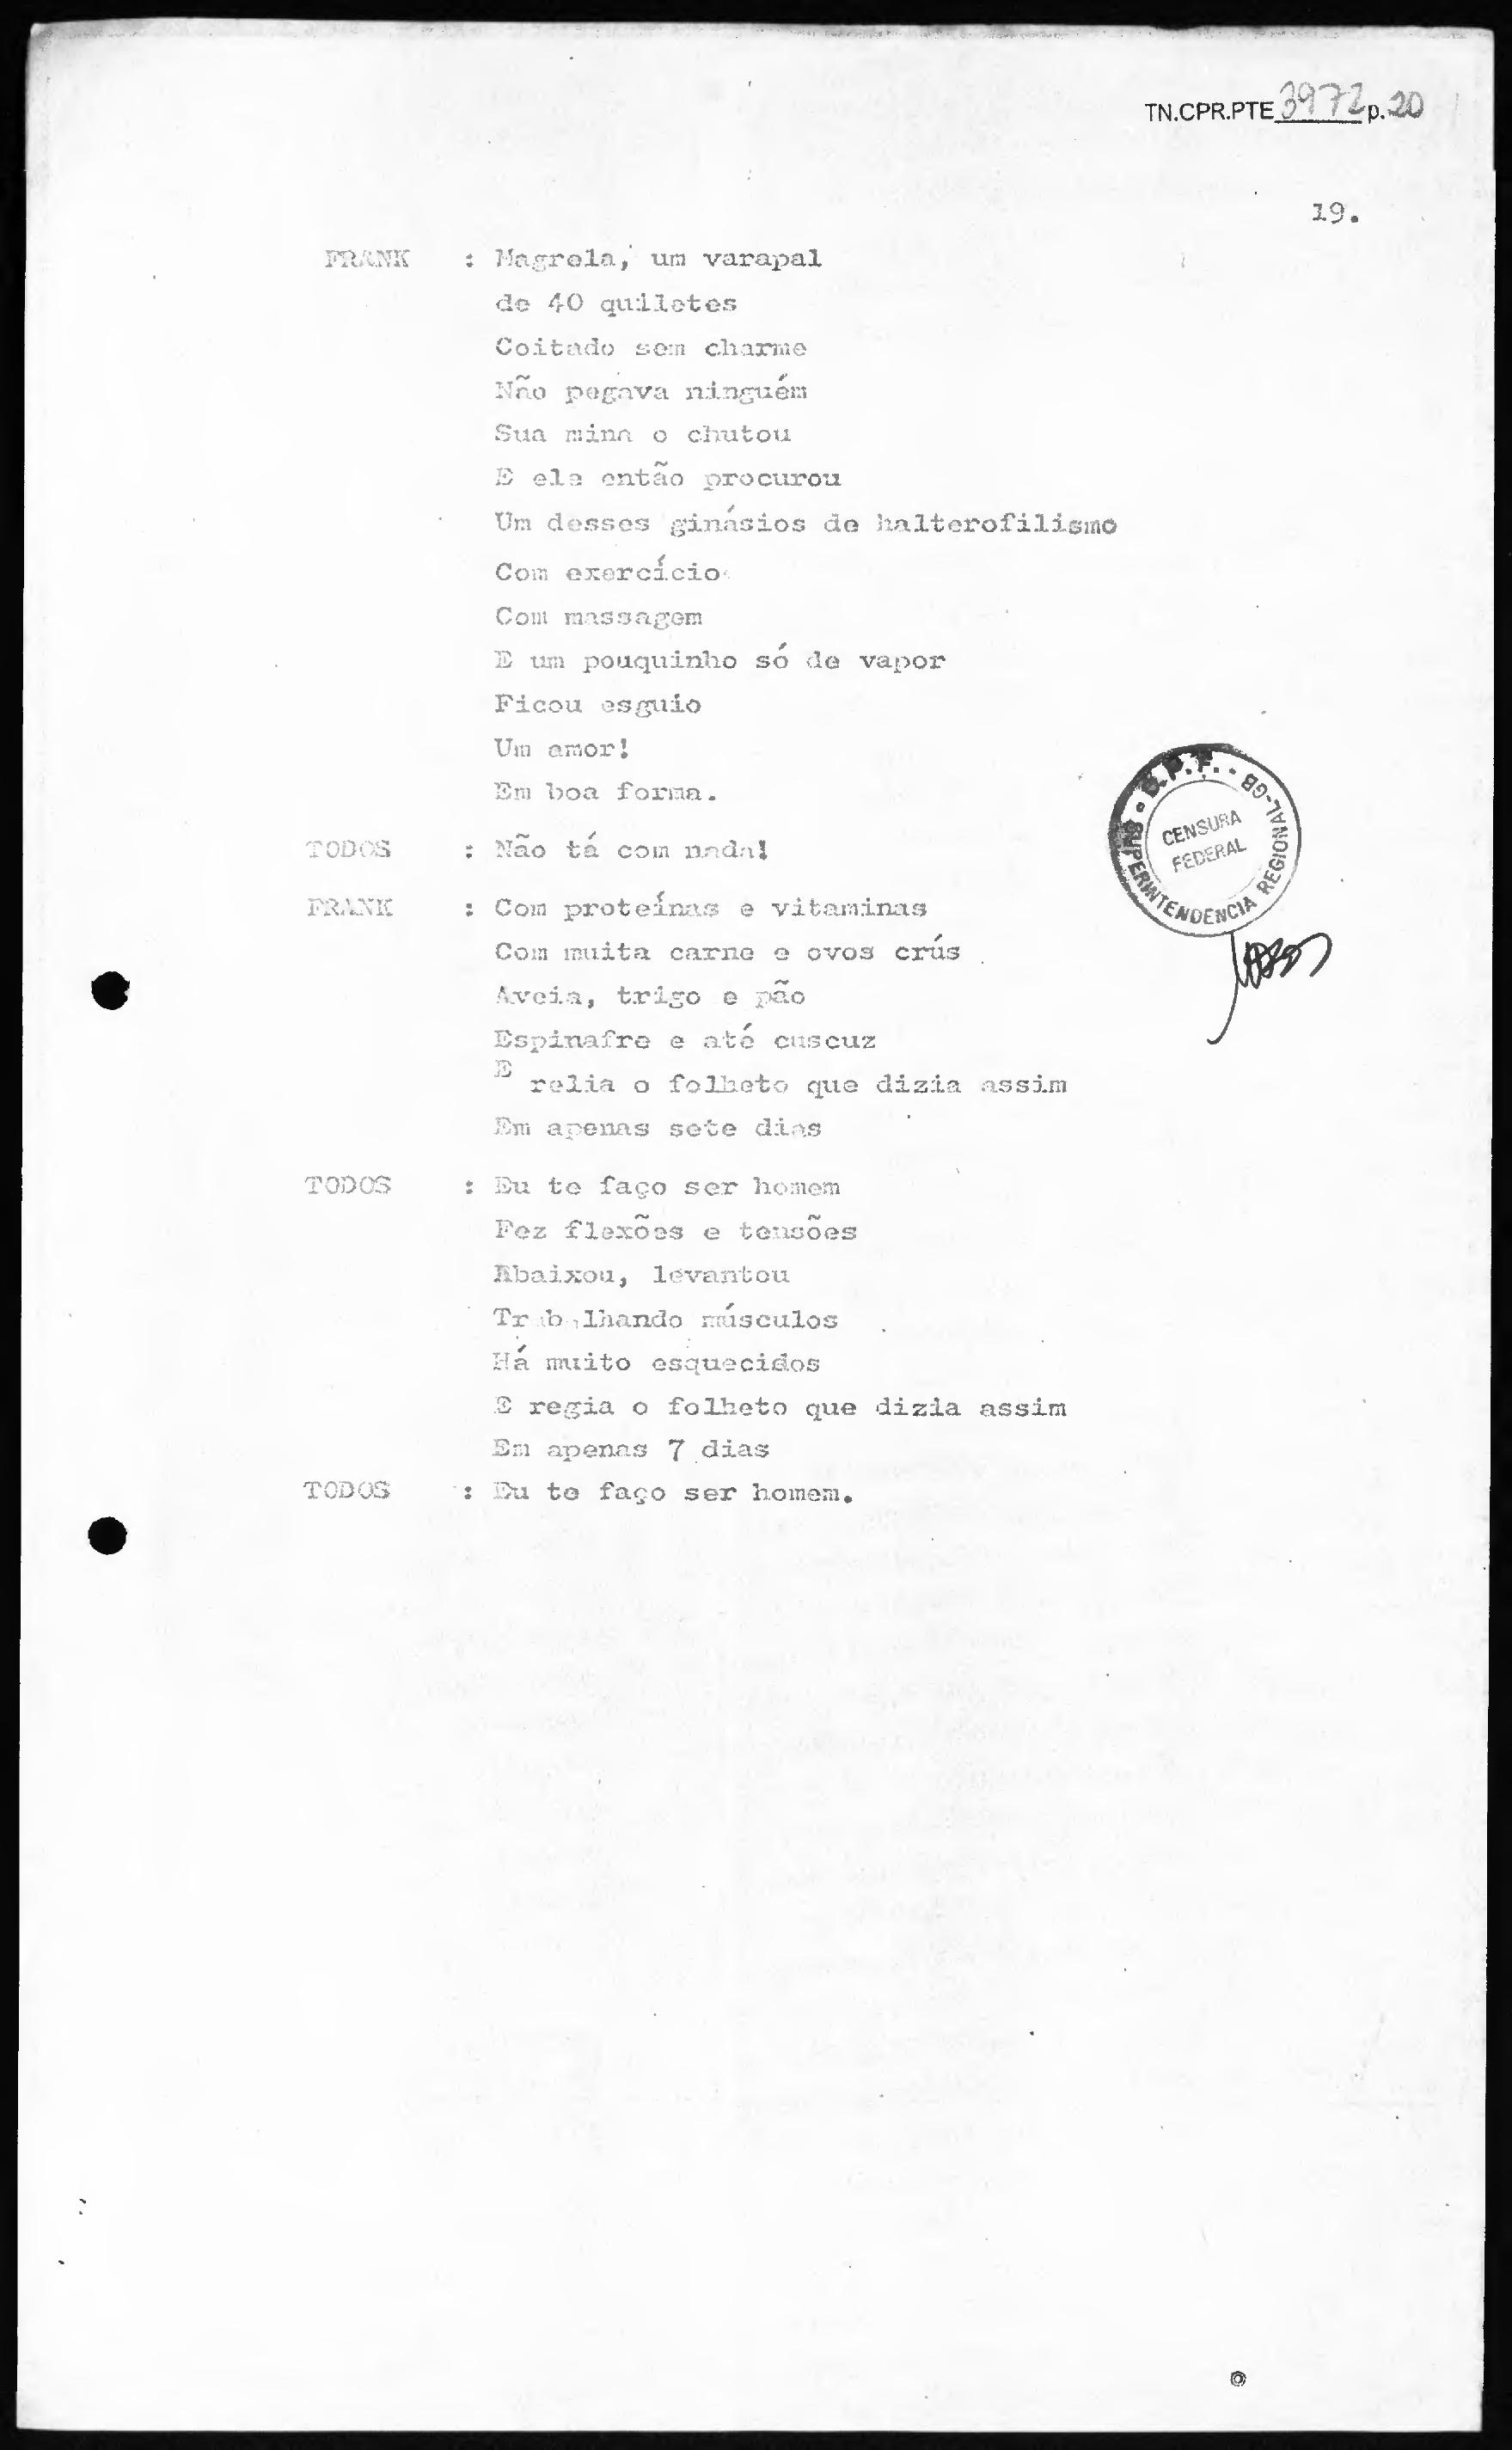 TN.CPR.PTE 3972 p.20
19.
FRANK : Magrela, um varapal
de 40 quiletes
Coitado sem charme
Não pegava ninguém
Sua mina o chutou
E ele então procurou
Um desses ginásios de halterofilismo
Com exercício
Com massagem
E um pouquinho só de vapor
Ficou esguio
Um amor!
Em boa forma.
TODOS : Não tá com nada!
FRANK : Com proteínas e vitaminas
Com muita carne e ovos crús
Aveia, trigo e pão
Espinafre e até cuscuz
E relia o folheto que dizia assim
Em apenas sete dias
TODOS : Eu te faço ser homem
Fez flexões e tensões
Abaixou, levantou
Trabalhando músculos
Há muito esquecidos
E regia o folheto que dizia assim
Em apenas 7 dias
TODOS : Eu te faço ser homem.
D.P.F. - SUPERINTENDENCIA REGIONAL-GB
CENSURA
FEDERAL